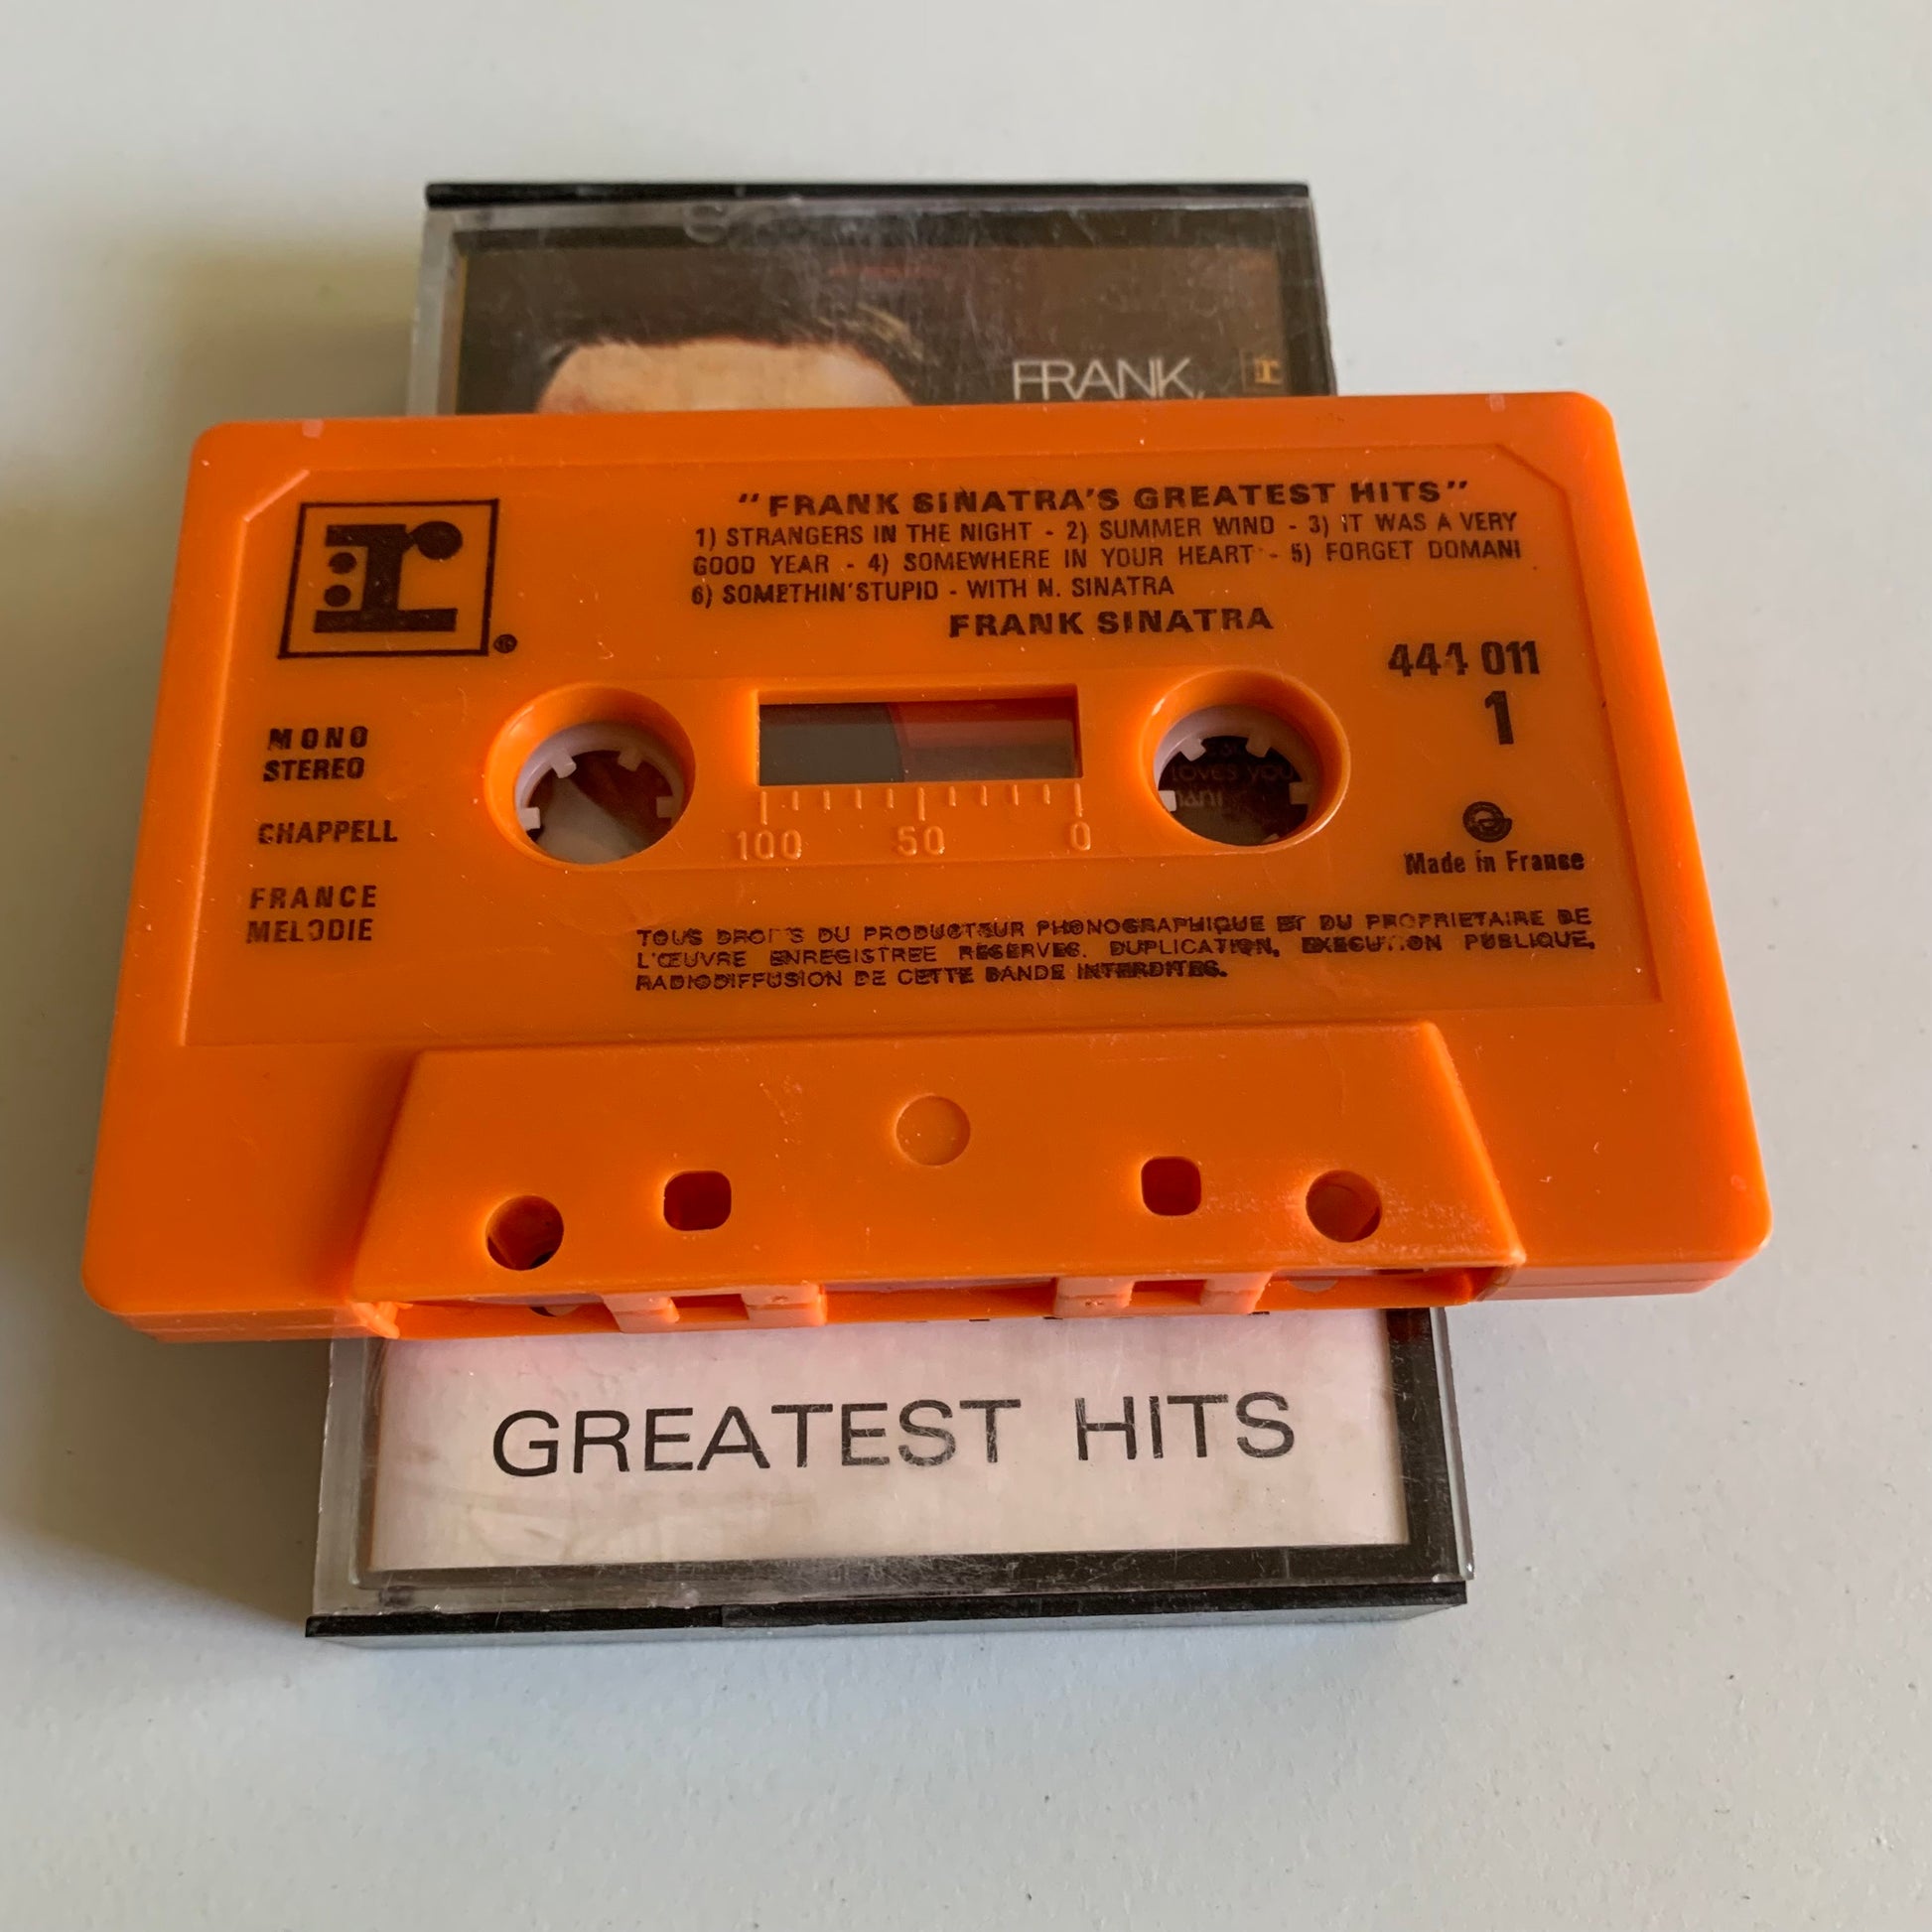 FRANK,
r
®
"FRANK SINATRA'S GREATEST HITS"
1) STRANGERS IN THE NIGHT - 2) SUMMER WIND - 3) IT WAS A VERY
GOOD YEAR - 4) SOMEWHERE IN YOUR HEART - 5) FORGET DOMANI
6) SOMETHIN'STUPID - WITH N. SINATRA
FRANK SINATRA
444 011
1
MONO
STEREO
CHAPPELL
FRANCE
MELODIE
100 50 0
LOVES YOU
Made in France
TOUS DROITS DU PRODUCTEUR PHONOGRAPHIQUE ET DU PROPRIETAIRE DE
L'ŒUVRE ENREGISTREE RESERVES. DUPLICATION, EXECUTION PUBLIQUE,
RADIODIFFUSION DE CETTE BANDE INTERDITES.
GREATEST HITS